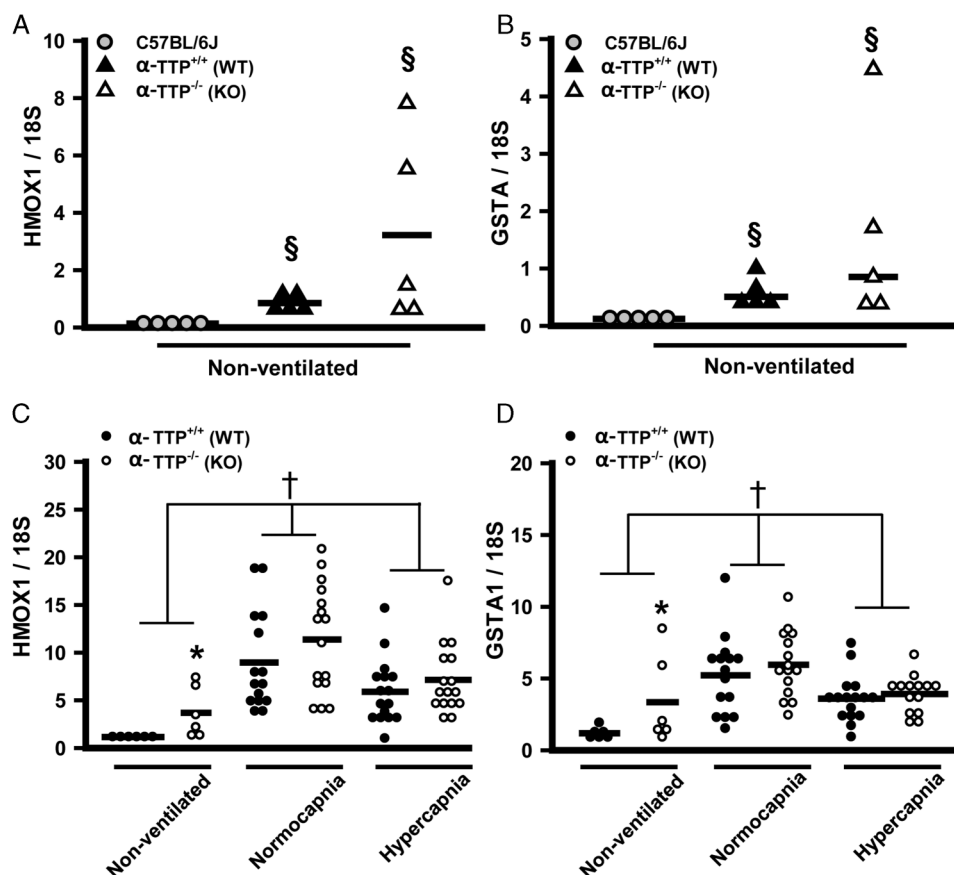 A
C57BL/6J
α-TTP+/+ (WT)
α-TTP-/- (KO)
HMOX1 / 18S
10
8
6
4
2
0
§
§
Non-ventilated
B
C57BL/6J
α-TTP+/+ (WT)
α-TTP-/- (KO)
GSTA / 18S
5
4
3
2
1
0
§
§
Non-ventilated
C
α-TTP+/+ (WT)
α-TTP-/- (KO)
HMOX1 / 18S
30
25
20
15
10
5
0
†
*
Non-ventilated
Normocapnia
Hypercapnia
D
α-TTP+/+ (WT)
α-TTP-/- (KO)
GSTA1 / 18S
20
15
10
5
0
†
*
Non-ventilated
Normocapnia
Hypercapnia